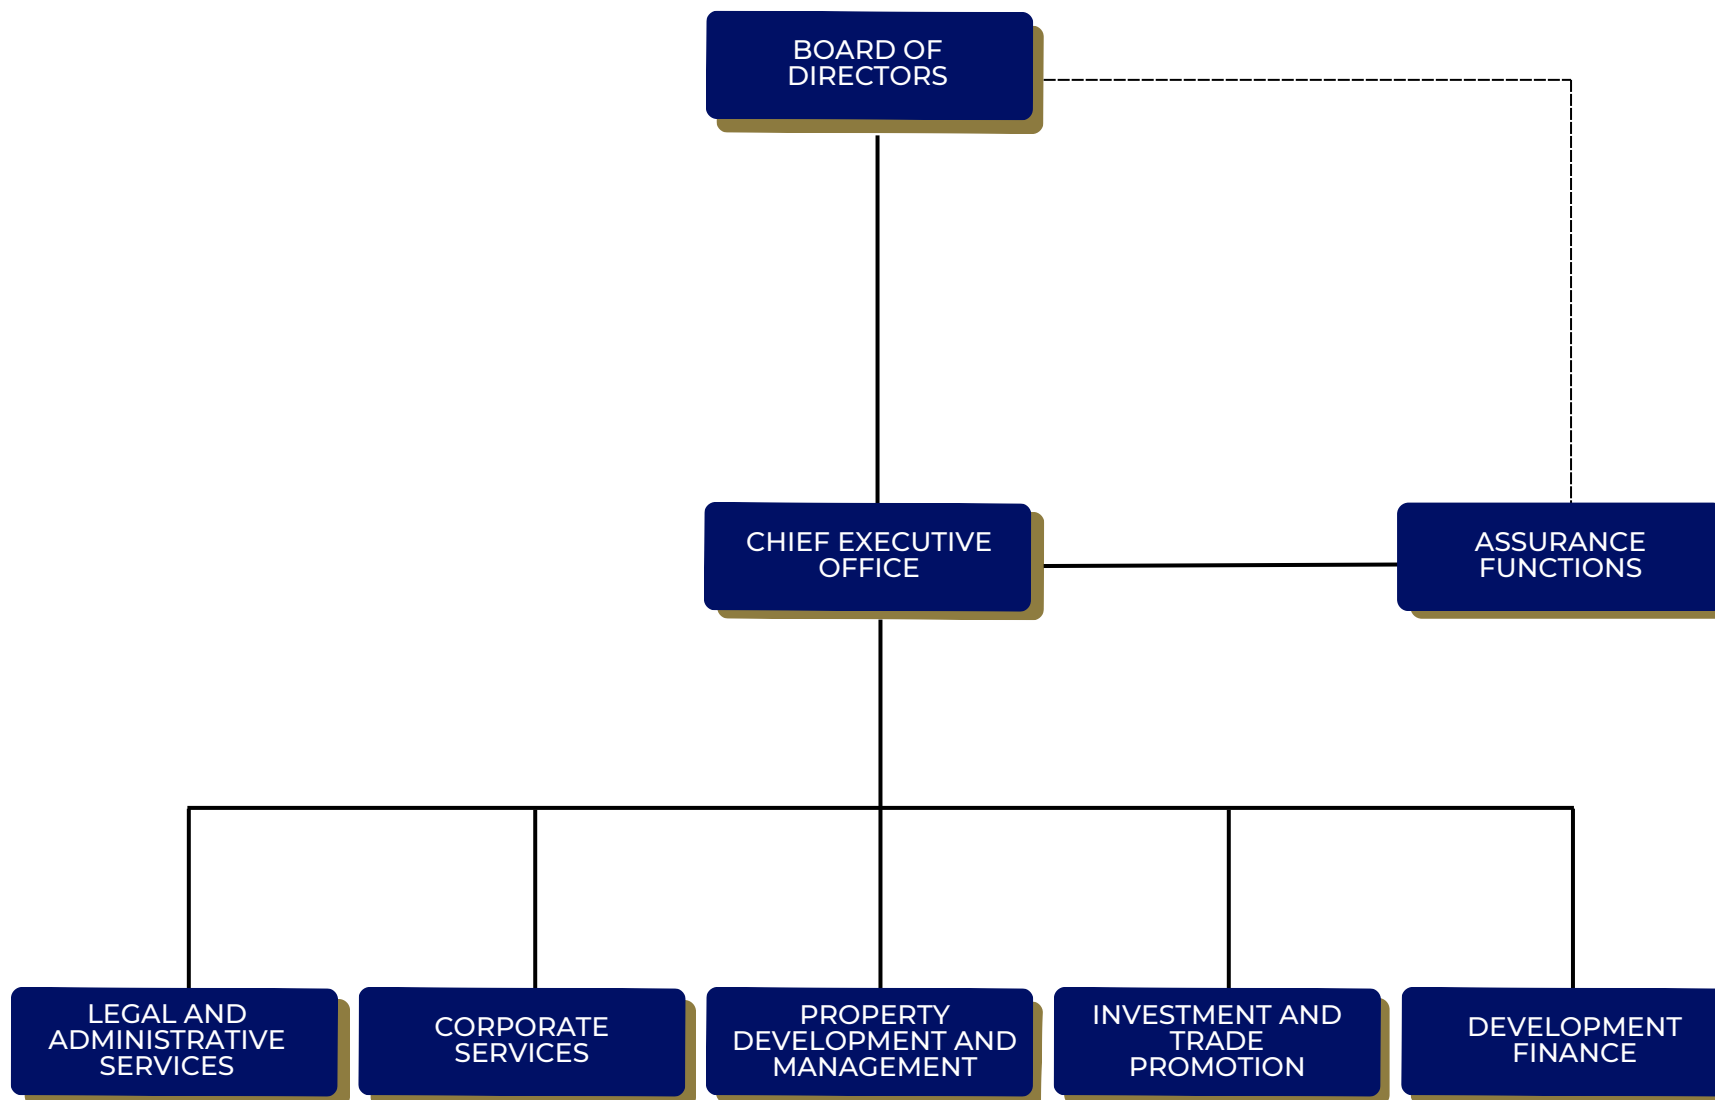 BOARD OF
DIRECTORS
CHIEF EXECUTIVE
OFFICE
ASSURANCE
FUNCTIONS
LEGAL AND
ADMINISTRATIVE
SERVICES
CORPORATE
SERVICES
PROPERTY
DEVELOPMENT AND
MANAGEMENT
INVESTMENT AND
TRADE
PROMOTION
DEVELOPMENT
FINANCE